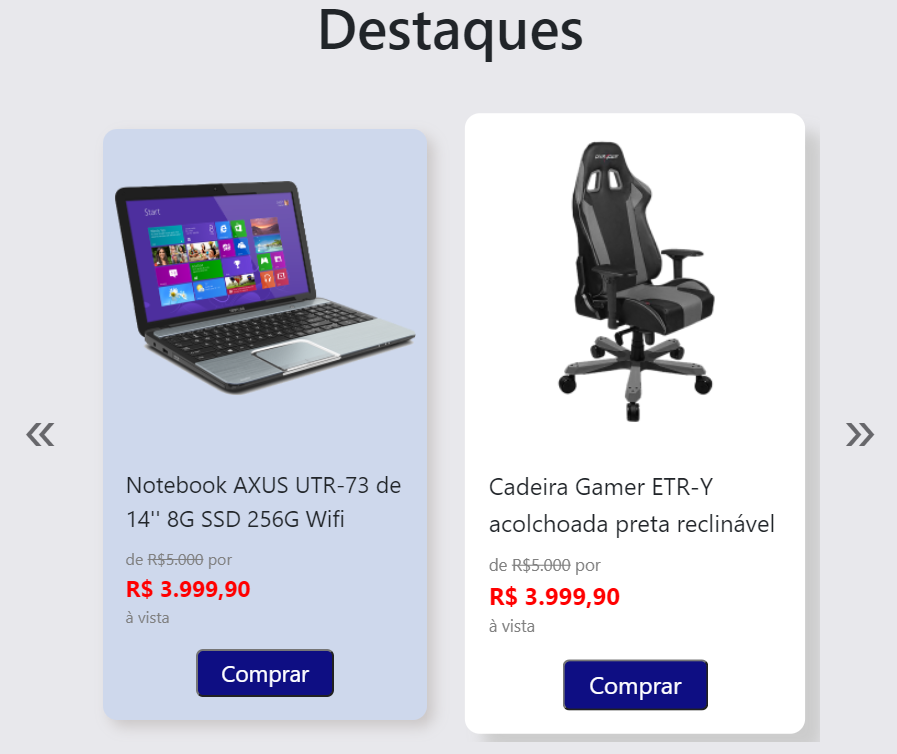 Destaques
Start
Notebook AXUS UTR-73 de
14'' 8G SSD 256G Wifi
de R$5.000 por
R$ 3.999,90
à vista
Comprar
Cadeira Gamer ETR-Y
acolchoada preta reclinável
de R$5.000 por
R$ 3.999,90
à vista
Comprar